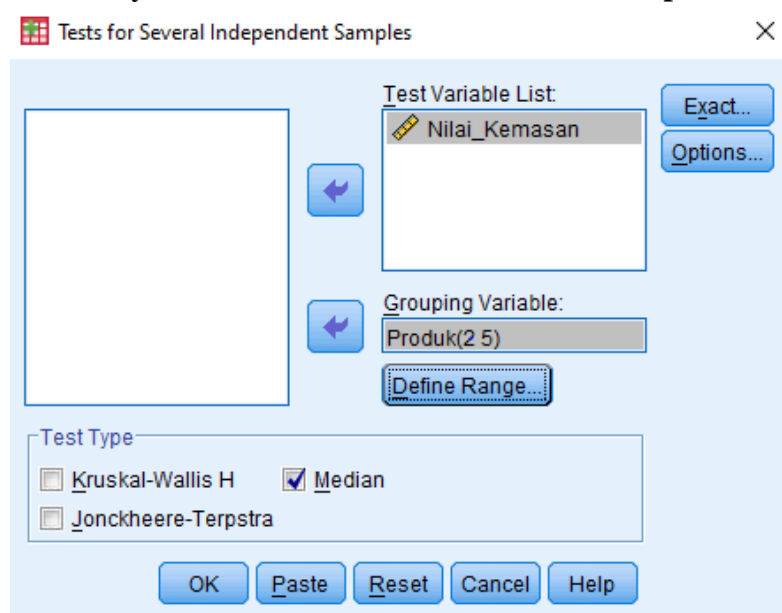 Tests for Several Independent Samples
Test Variable List:
Nilai_Kemasan
Exact...
Options...
Grouping Variable:
Produk(2 5)
Define Range...
Test Type
Kruskal-Wallis H
Median
Jonckheere-Terpstra
OK
Paste
Reset
Cancel
Help